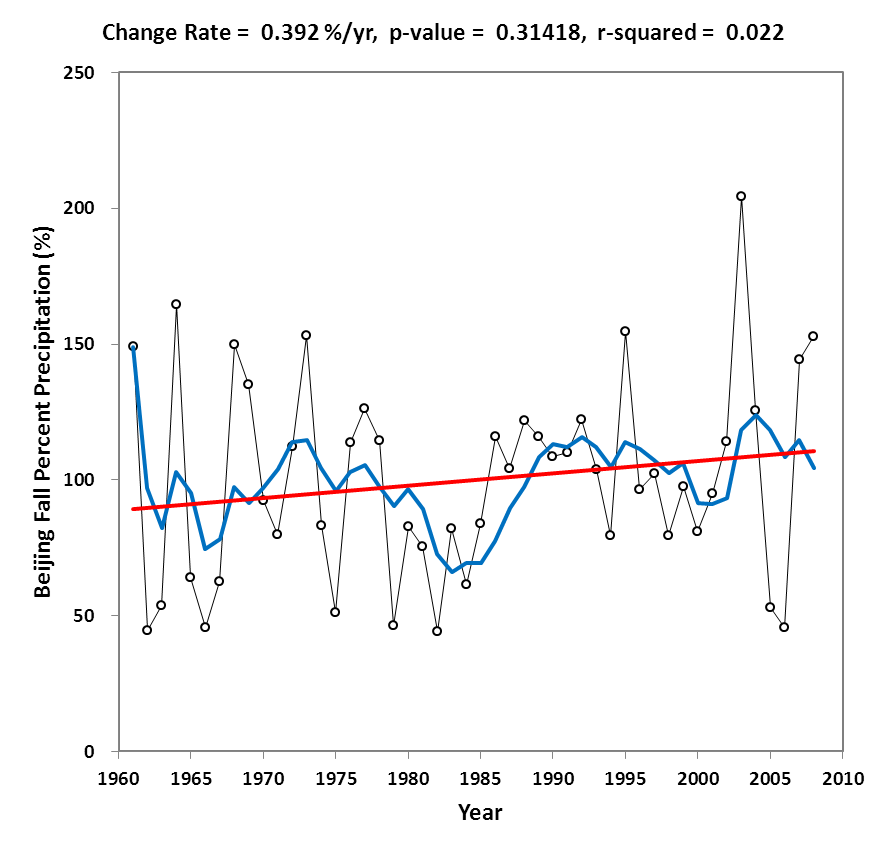 Change Rate = 0.392 %/yr, p-value = 0.31418, r-squared = 0.022
250
200
150
100
50
0
Beijing Fall Percent Precipitation (%)
1960 1965 1970 1975 1980 1985 1990 1995 2000 2005 2010
Year